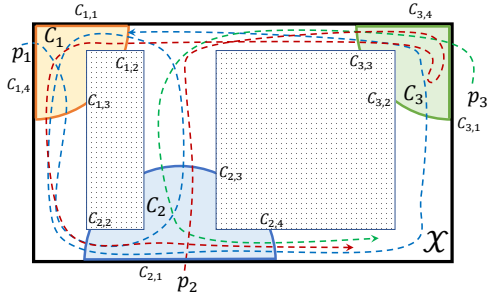 C1,1
C3,4
p1
C1
C1,2
C3,3
C1,4
C1,3
C3,2
C3
p3
C3,1
C2,3
C2
C2,2
C2,4
𝒳
C2,1
p2